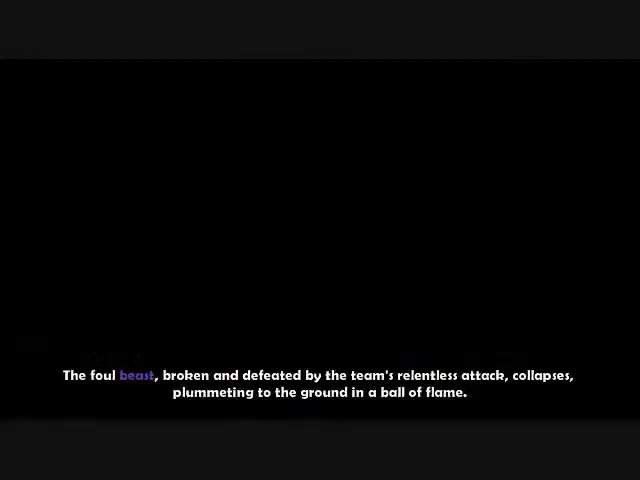 The foul beast, broken and defeated by the team's relentless attack, collapses,
plummeting to the ground in a ball of flame.